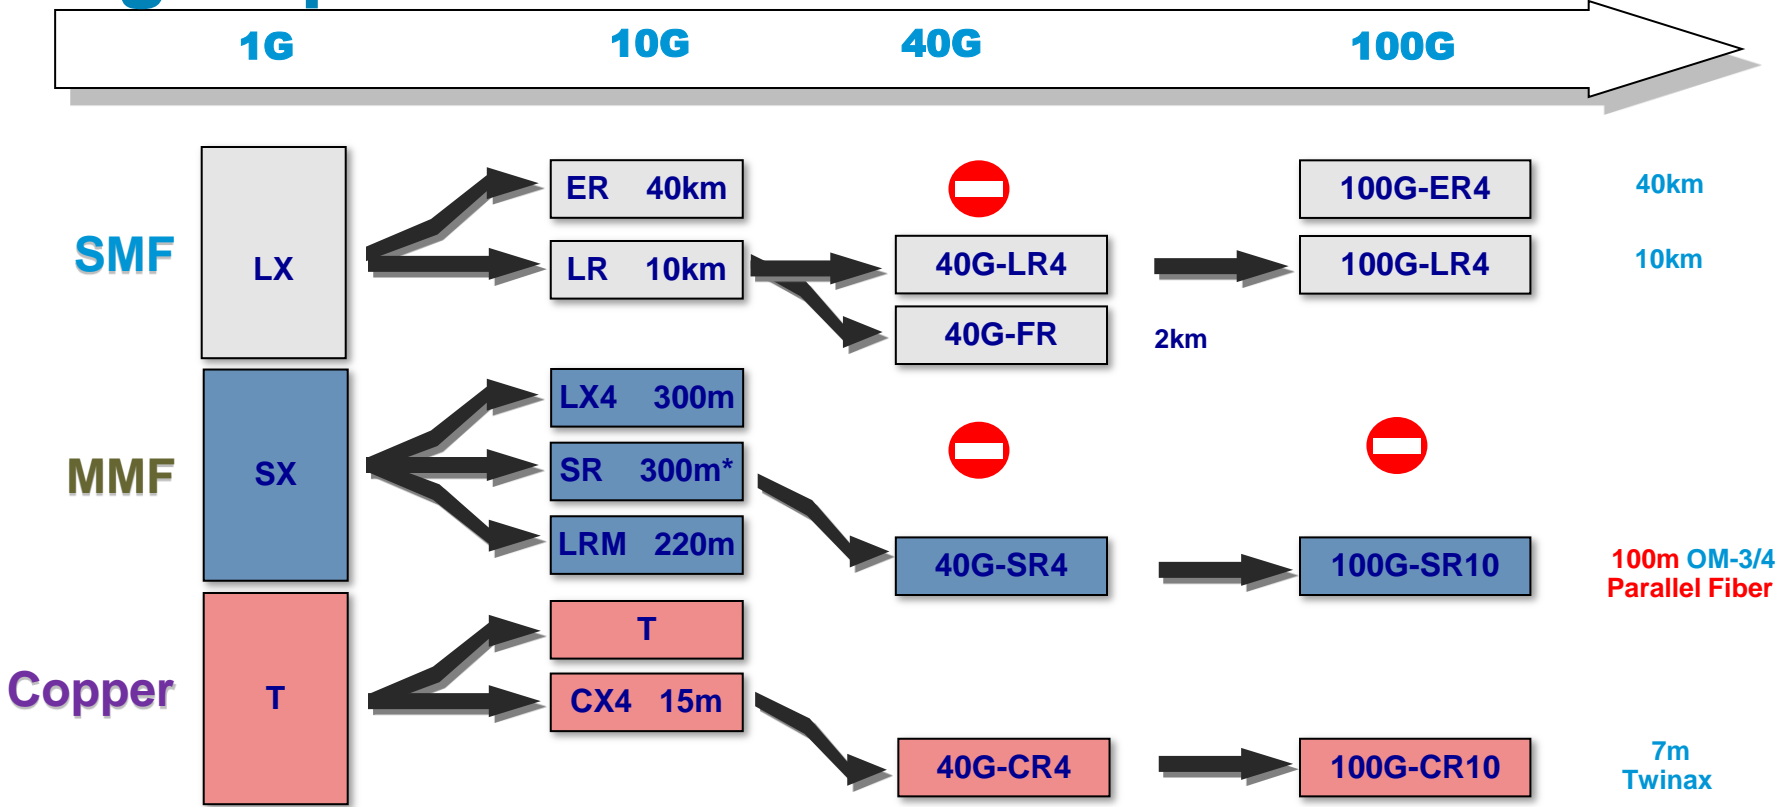 1G 10G 40G 100G
ER 40km 100G-ER4 40km
SMF LX LR 10km 40G-LR4 100G-LR4 10km
40G-FR 2km
LX4 300m
MMF SX SR 300m*
LRM 220m 40G-SR4 100G-SR10 100m OM-3/4
Parallel Fiber
T
Copper T CX4 15m
40G-CR4 100G-CR10 7m
Twinax